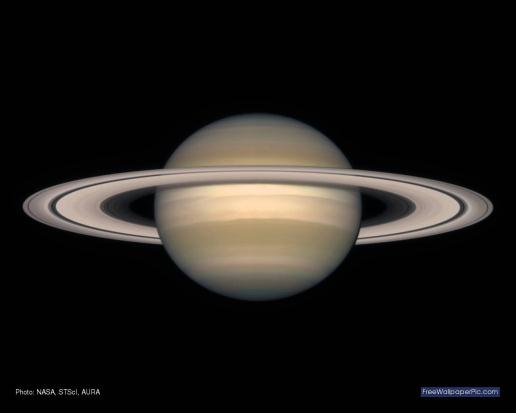 Photo: NASA, STScI, AURA
FreeWallpaperPic.com